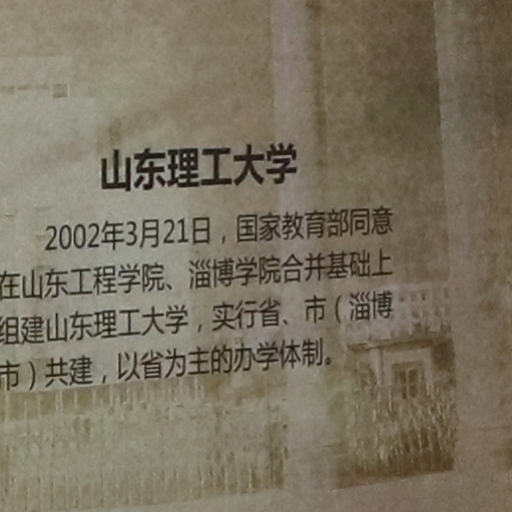 山东理工大学
2002年3月21日，国家教育部同意
在山东工程学院、淄博学院合并基础上
组建山东理工大学，实行省、市（淄博
市）共建，以省为主的办学体制。